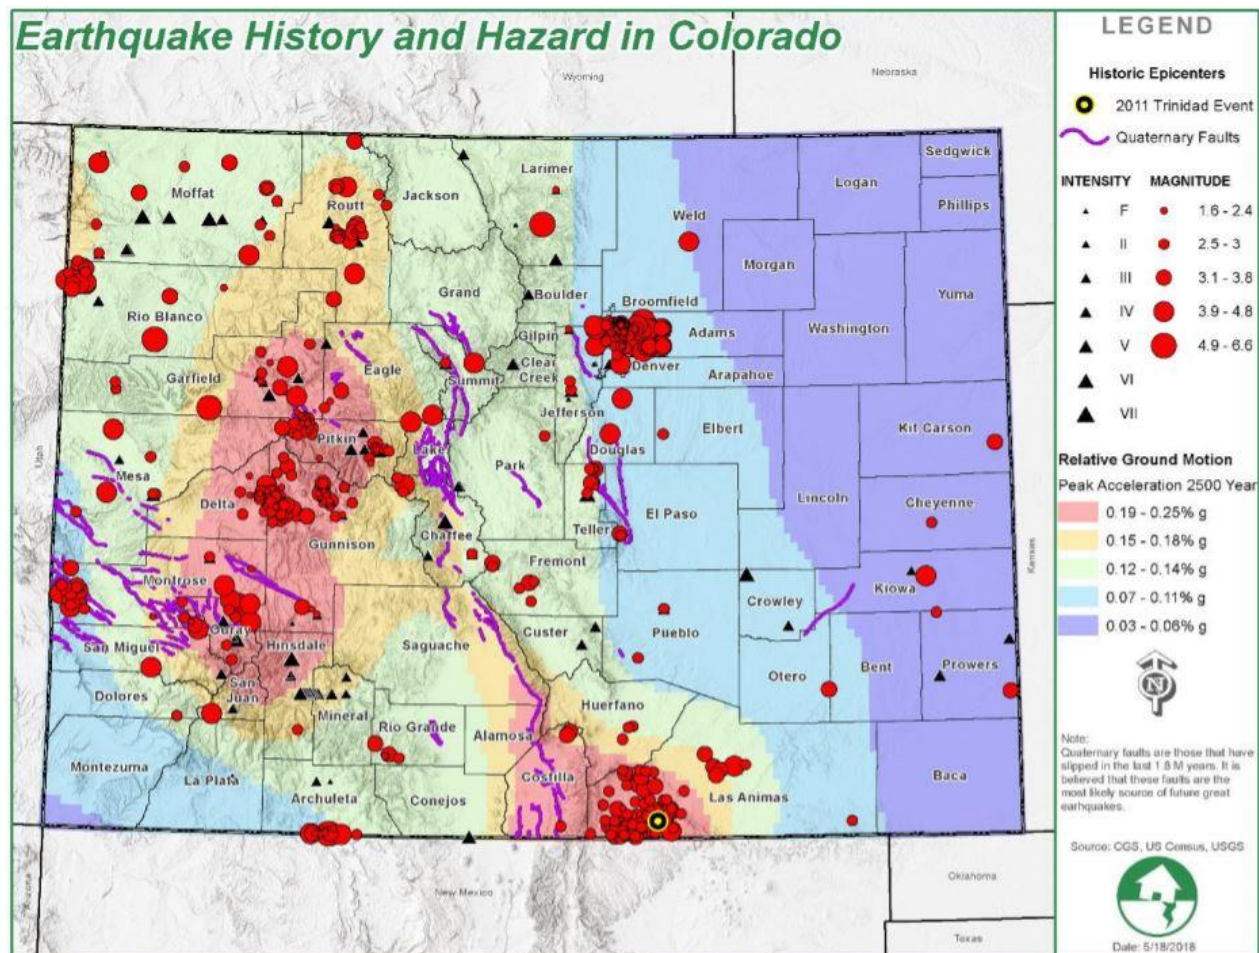 Earthquake History and Hazard in Colorado
Wyoming
Nebraska
Sedgwick
Larimer
Logan
Moffat
Jackson
Phillips
Routt
Weld
Morgan
Grand
Boulder
Broomfield
Yuma
Rio Blanco
Washington
Gilpin
Adams
Eagle
Clear
Creek
Denver
Garfield
Summit
Arapahoe
Jefferson
Pitkin
Elbert
Kit Carson
Lake
Douglas
Utah
Park
Mesa
Lincoln
Cheyenne
Delta
El Paso
Teller
Chaffee
Gunnison
Fremont
Kansas
Montrose
Kiowa
Crowley
Ouray
Custer
Pueblo
San Miguel
Hinsdale
Saguache
Bent
Prowers
Otero
San
Juan
Dolores
Huerfano
Mineral
Rio Grande
Alamosa
Montezuma
La Plata
Costilla
Baca
Las Animas
Archuleta
Conejos
New Mexico
Arizona
Oklahoma
Texas
LEGEND
Historic Epicenters
2011 Trinidad Event
Quaternary Faults
INTENSITY MAGNITUDE
F 1.6 - 2.4
II 2.5 - 3
III 3.1 - 3.8
IV 3.9 - 4.8
V 4.9 - 6.6
VI
VII
Relative Ground Motion
Peak Acceleration 2500 Year
0.19 - 0.25% g
0.15 - 0.18% g
0.12 - 0.14% g
0.07 - 0.11% g
0.03 - 0.06% g
N
Note:
Quaternary faults are those that have
slipped in the last 1.8 M years. It is
believed that these faults are the
most likely source of future great
earthquakes.
Source: CGS, US Census, USGS
Date: 5/18/2018